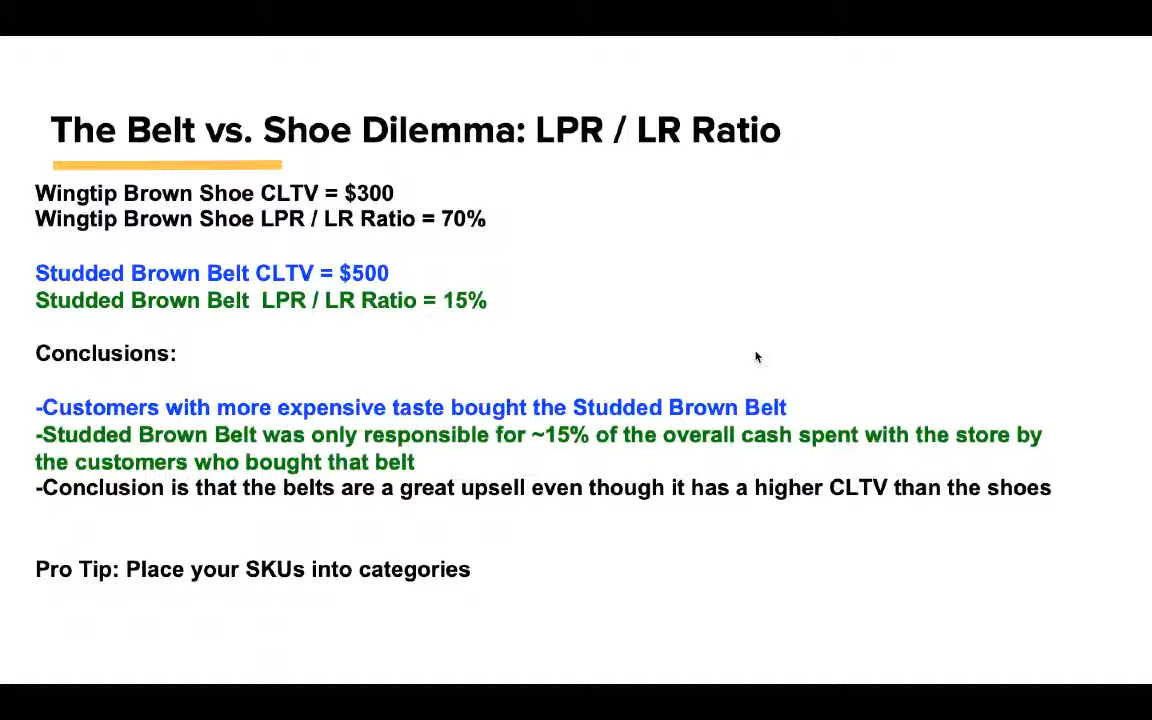 The Belt vs. Shoe Dilemma: LPR / LR Ratio
Wingtip Brown Shoe CLTV = $300
Wingtip Brown Shoe LPR / LR Ratio = 70%
Studded Brown Belt CLTV = $500
Studded Brown Belt  LPR / LR Ratio = 15%
Conclusions:
-Customers with more expensive taste bought the Studded Brown Belt
-Studded Brown Belt was only responsible for ~15% of the overall cash spent with the store by
the customers who bought that belt
-Conclusion is that the belts are a great upsell even though it has a higher CLTV than the shoes
Pro Tip: Place your SKUs into categories